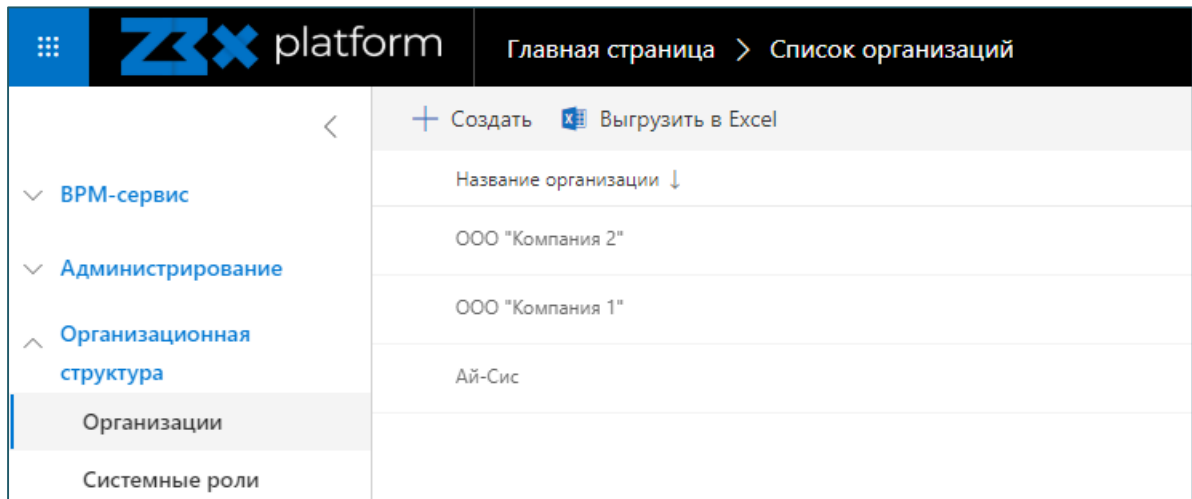 Z3X platform
Главная страница > Список организаций
Создать Выгрузить в Excel
BPM-сервис
Администрирование
Организационная
структура
Организации
Системные роли
Название организации ↓
ООО "Компания 2"
ООО "Компания 1"
Ай-Сис